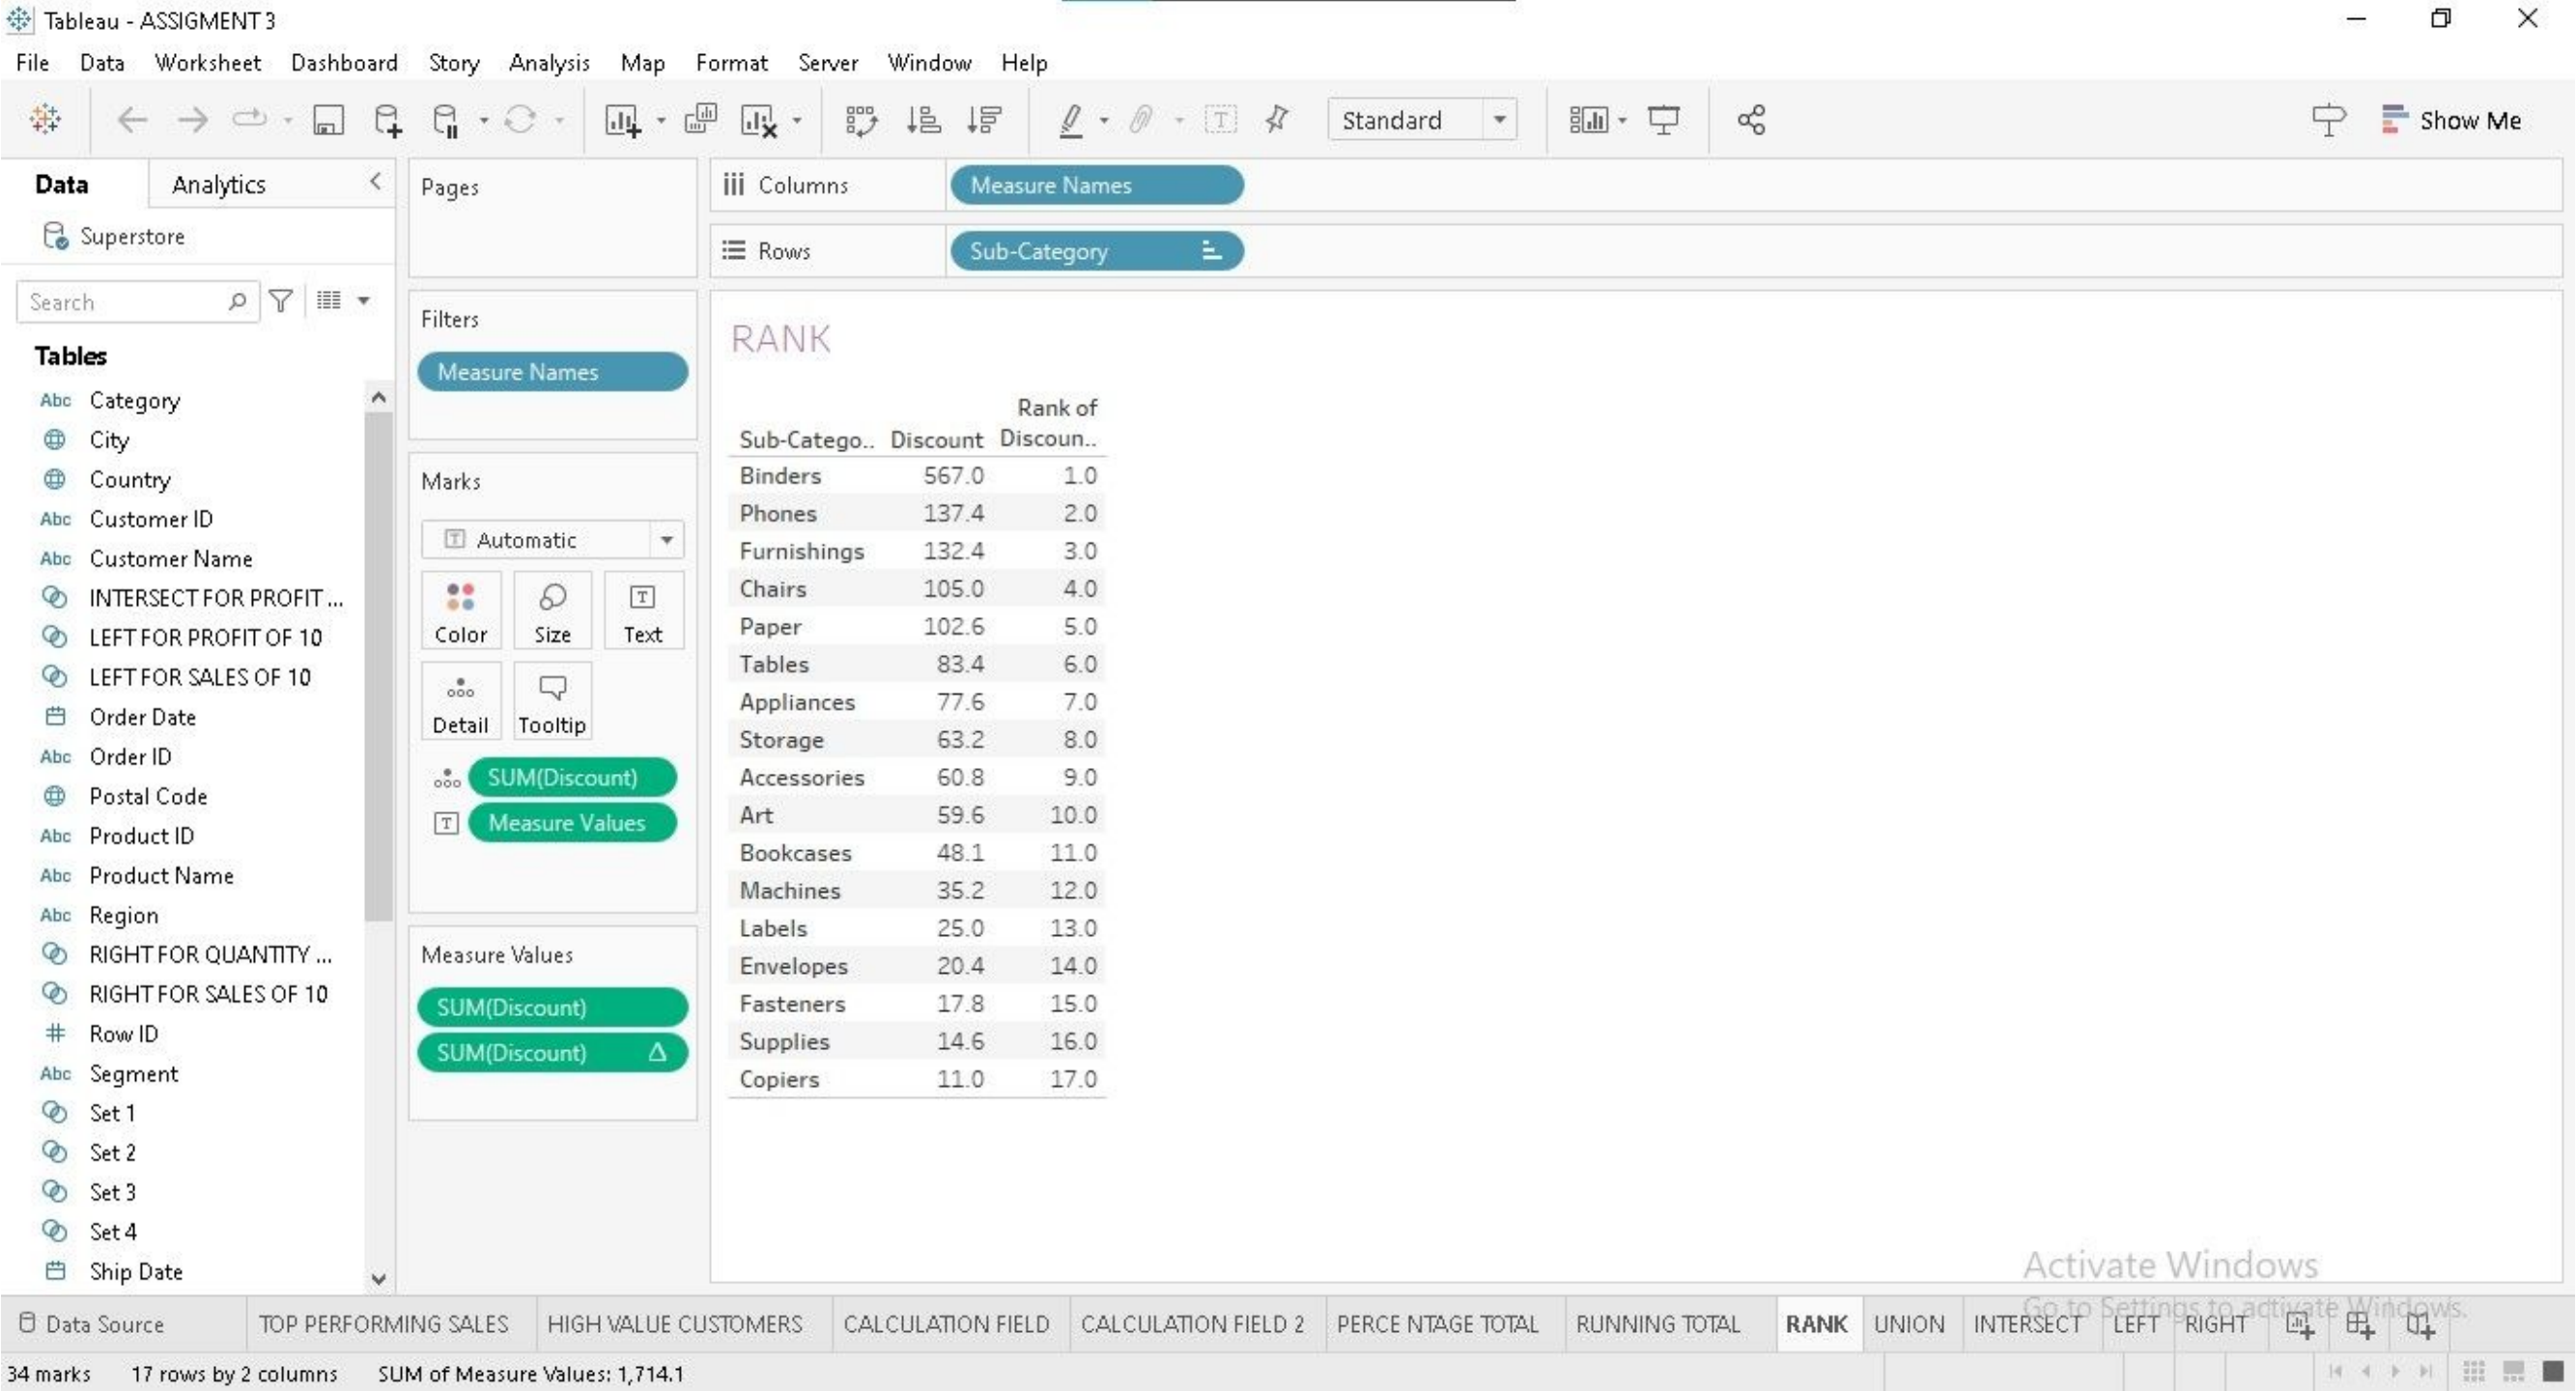 Tableau - ASSIGMENT 3
File Data Worksheet Dashboard Story Analysis Map Format Server Window Help
Standard
Show Me
Data Analytics
Superstore
Search
Tables
Abc Category
City
Country
Abc Customer ID
Abc Customer Name
INTERSECT FOR PROFIT ...
LEFT FOR PROFIT OF 10
LEFT FOR SALES OF 10
Order Date
Abc Order ID
Postal Code
Abc Product ID
Abc Product Name
Abc Region
RIGHT FOR QUANTITY ...
RIGHT FOR SALES OF 10
# Row ID
Abc Segment
Set 1
Set 2
Set 3
Set 4
Ship Date
Pages
Filters
Measure Names
Marks
T Automatic
Color Size T Text
Detail Tooltip
SUM(Discount)
T Measure Values
Measure Values
SUM(Discount)
SUM(Discount) Δ
iii Columns Measure Names
Rows Sub-Category
RANK
Rank of
Sub-Catego.. Discount Discoun..
Binders 567.0 1.0
Phones 137.4 2.0
Furnishings 132.4 3.0
Chairs 105.0 4.0
Paper 102.6 5.0
Tables 83.4 6.0
Appliances 77.6 7.0
Storage 63.2 8.0
Accessories 60.8 9.0
Art 59.6 10.0
Bookcases 48.1 11.0
Machines 35.2 12.0
Labels 25.0 13.0
Envelopes 20.4 14.0
Fasteners 17.8 15.0
Supplies 14.6 16.0
Copiers 11.0 17.0
Activate Windows
Go to Settings to activate Windows.
Data Source TOP PERFORMING SALES HIGH VALUE CUSTOMERS CALCULATION FIELD CALCULATION FIELD 2 PERCE NTAGE TOTAL RUNNING TOTAL RANK UNION INTERSECT LEFT RIGHT
34 marks 17 rows by 2 columns SUM of Measure Values: 1,714.1